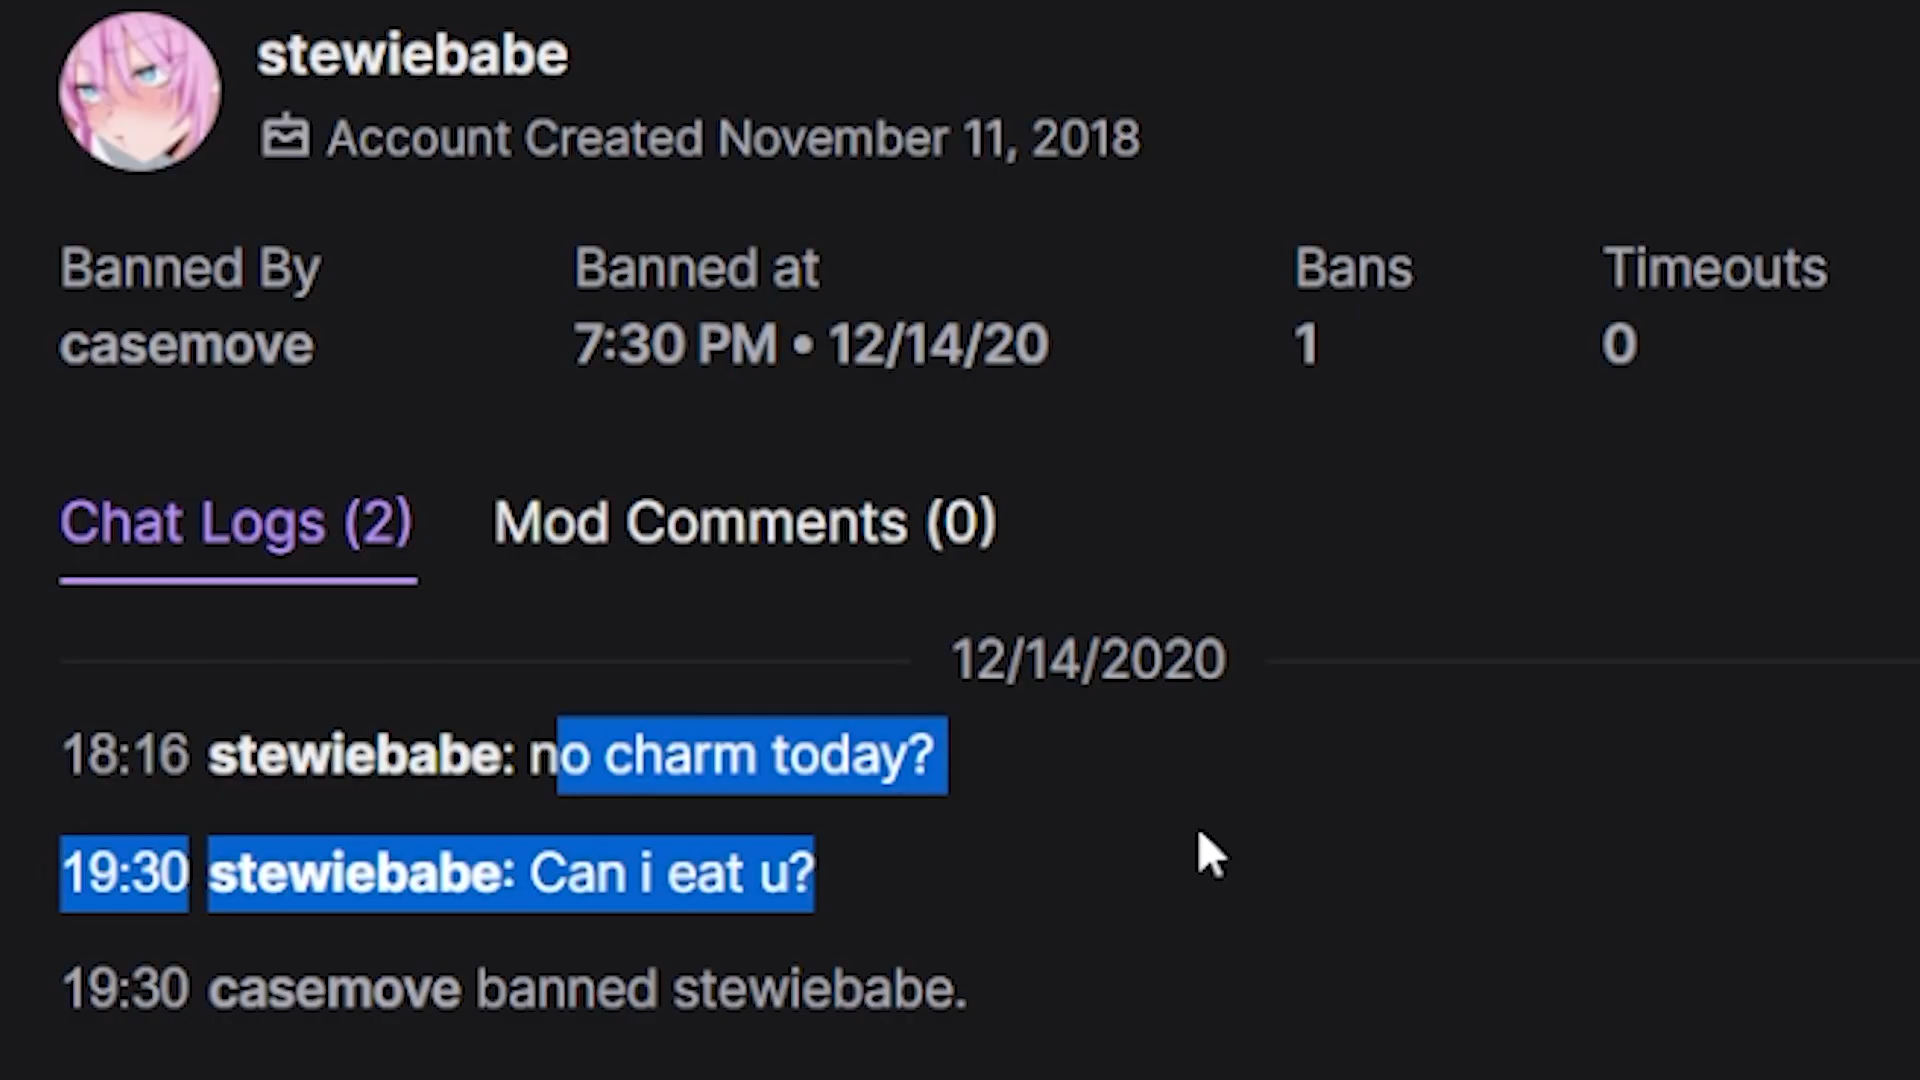 stewiebabe
Account Created November 11, 2018
Banned By Banned at Bans Timeouts
casemove 7:30 PM • 12/14/20 1 0
Chat Logs (2) Mod Comments (0)
12/14/2020
18:16 stewiebabe: no charm today?
19:30 stewiebabe: Can i eat u?
19:30 casemove banned stewiebabe.